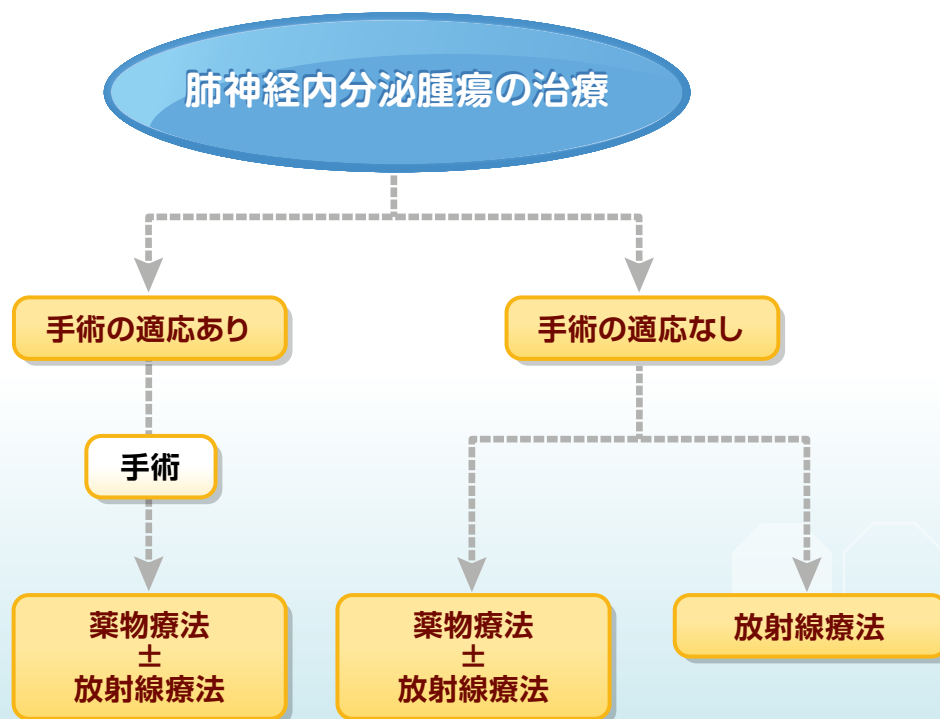 肺神経内分泌腫瘍の治療
手術の適応あり
手術の適応なし
手術
薬物療法
±
放射線療法
薬物療法
±
放射線療法
放射線療法